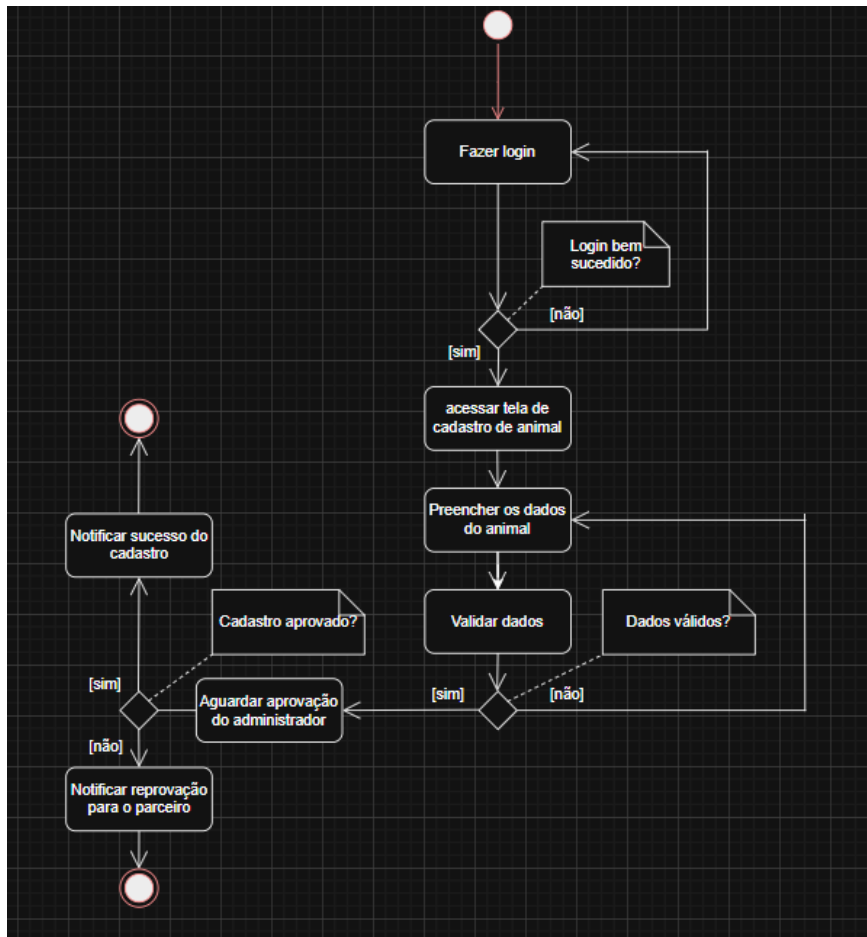 Fazer login
Login bem
sucedido?
[não]
[sim]
acessar tela de
cadastro de animal
Preencher os dados
do animal
Notificar sucesso do
cadastro
Cadastro aprovado?
Validar dados
Dados válidos?
[sim]
Aguardar aprovação
do administrador
[sim]
[não]
[não]
Notificar reprovação
para o parceiro